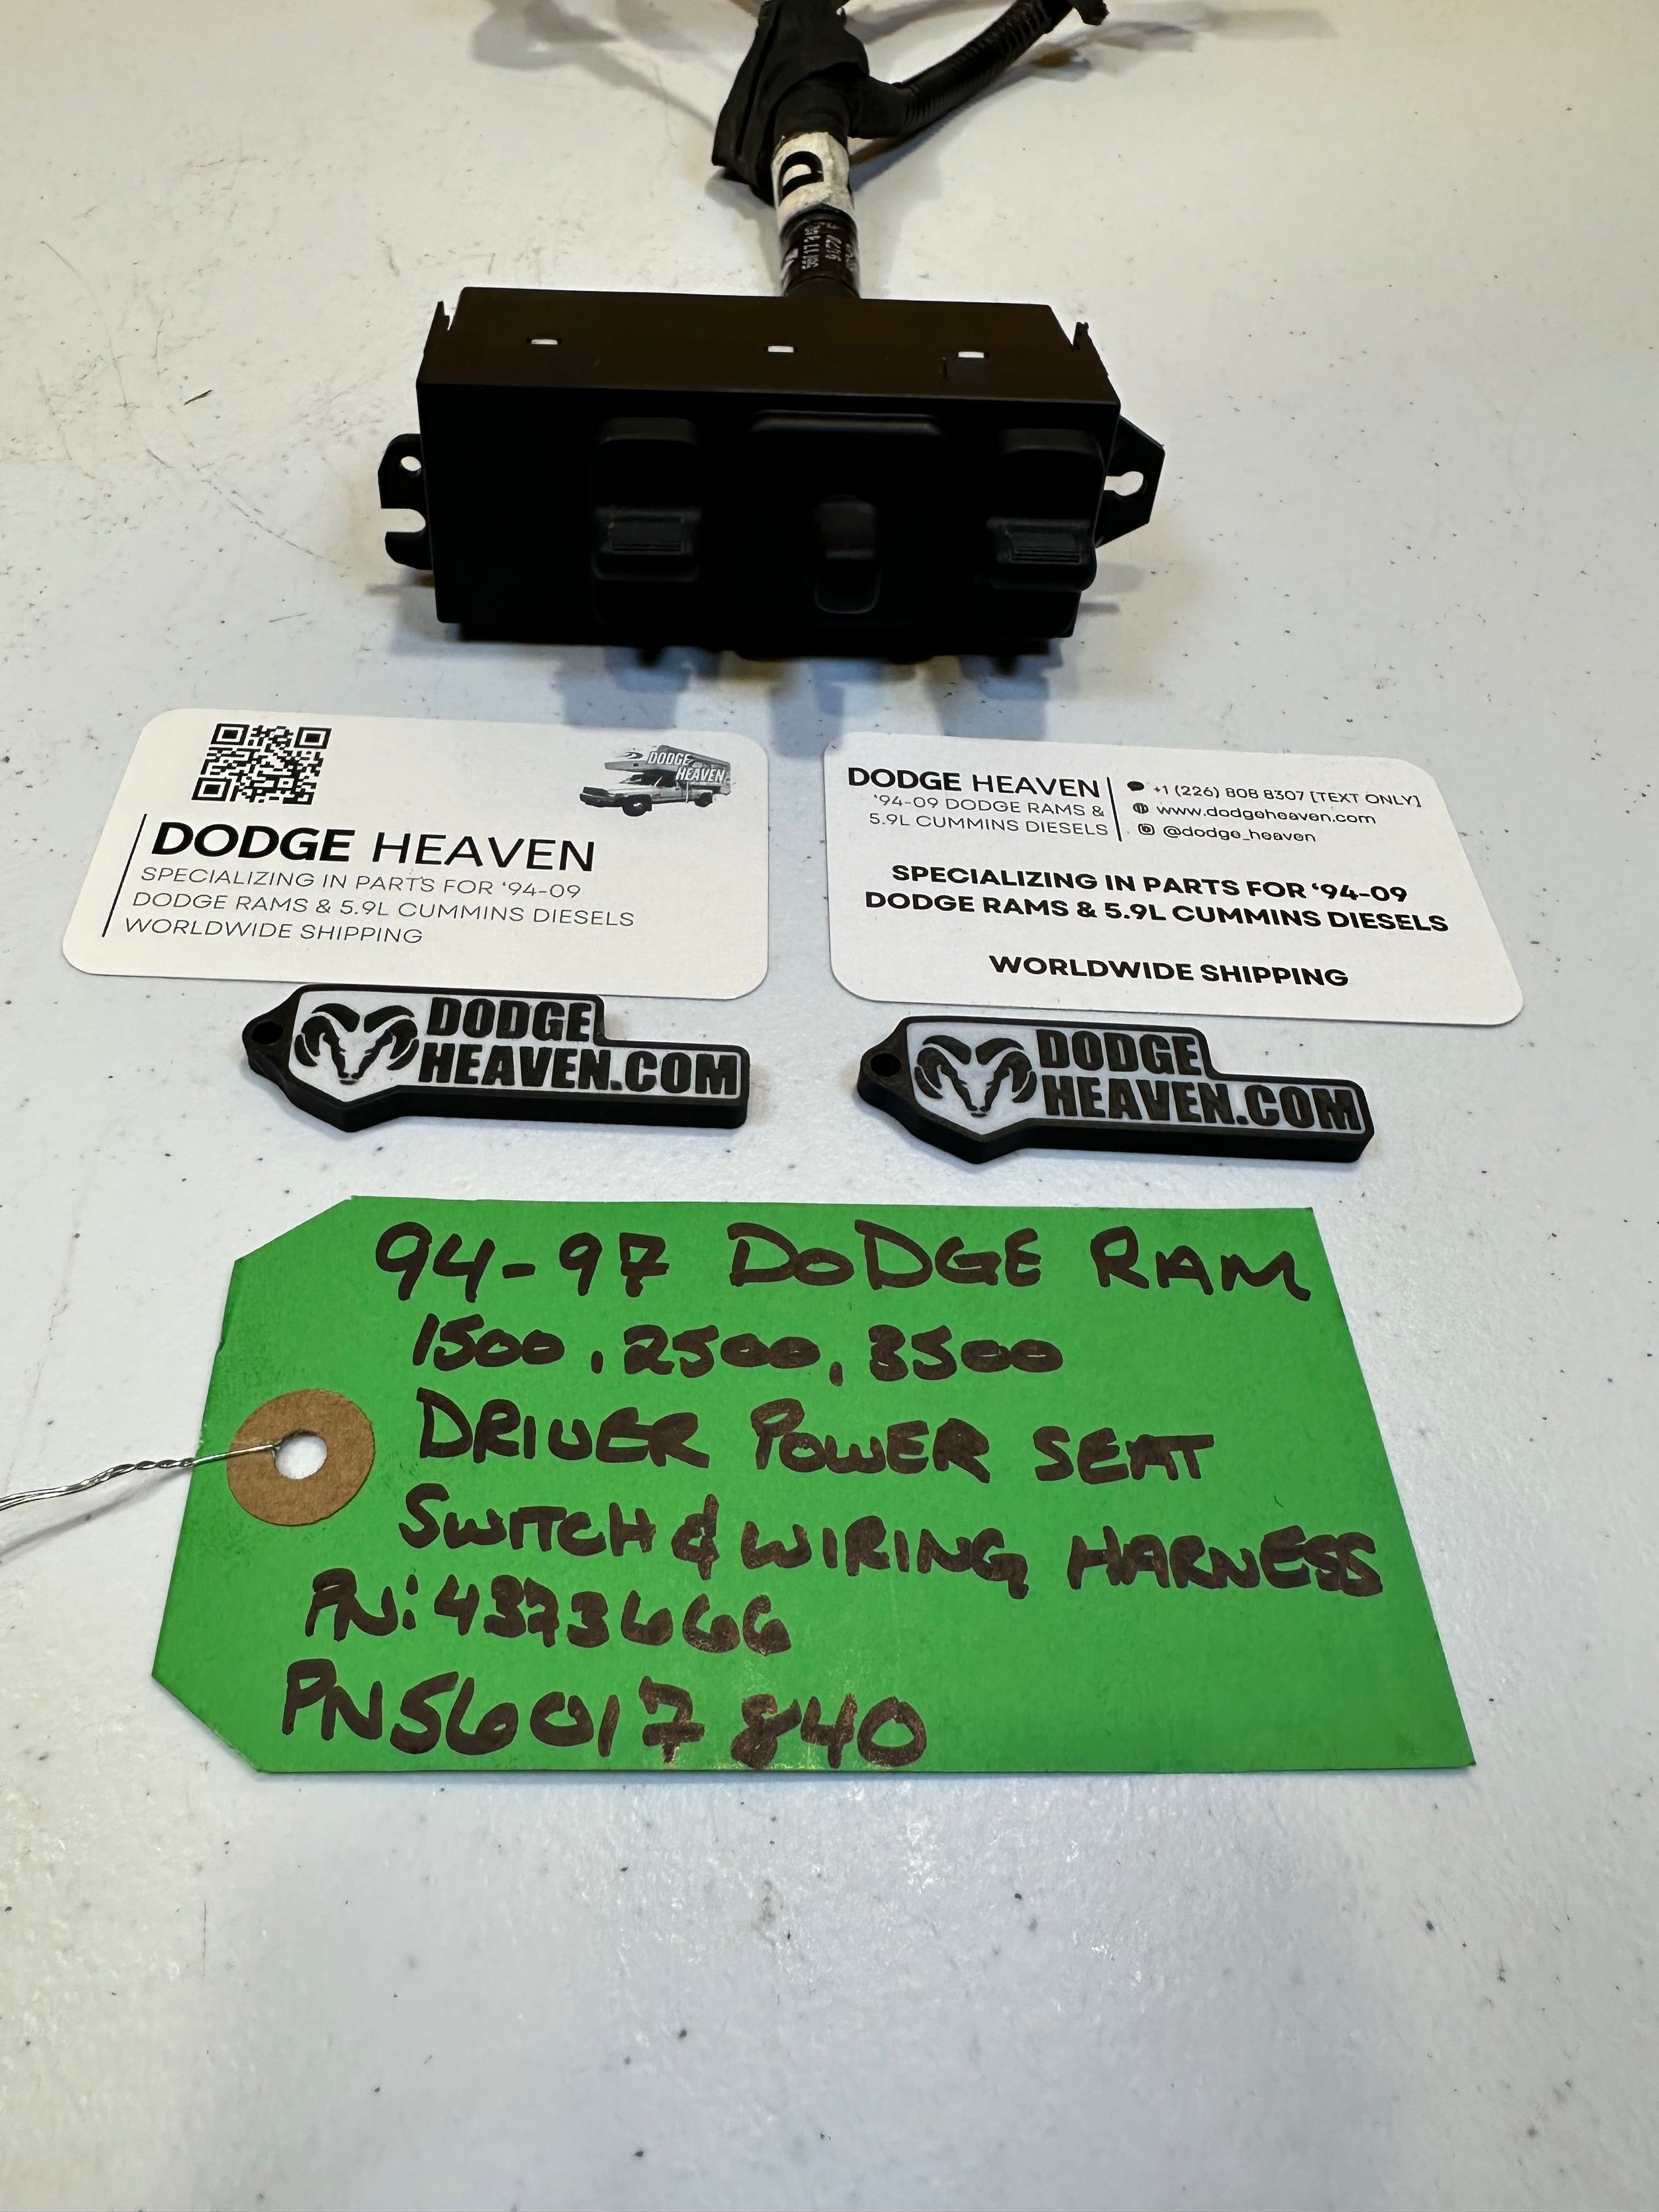 D
DODGE
HEAVEN
DODGE HEAVEN
SPECIALIZING IN PARTS FOR ‘94-09
DODGE RAMS & 5.9L CUMMINS DIESELS
WORLDWIDE SHIPPING
DODGE HEAVEN
‘94-09 DODGE RAMS &
5.9L CUMMINS DIESELS
+1 (226) 808 8307 [TEXT ONLY]
www.dodgeheaven.com
@dodge_heaven
SPECIALIZING IN PARTS FOR ‘94-09
DODGE RAMS & 5.9L CUMMINS DIESELS
WORLDWIDE SHIPPING
DODGE
HEAVEN.COM
DODGE
HEAVEN.COM
94-97 DODGE RAM
1500, 2500, 3500
DRIVER POWER SEAT
SWITCH & WIRING HARNESS
PN: 4373666
PN56017840